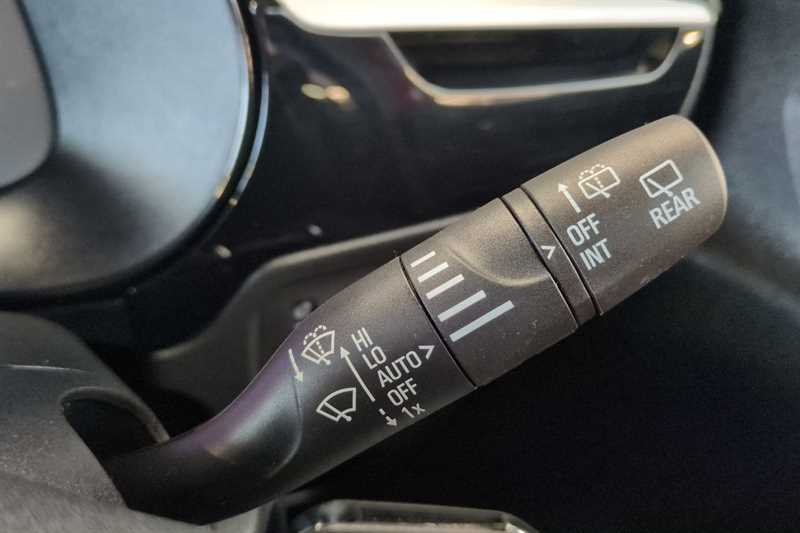 HI
LO
AUTO >
OFF
1x
>
OFF
INT
REAR